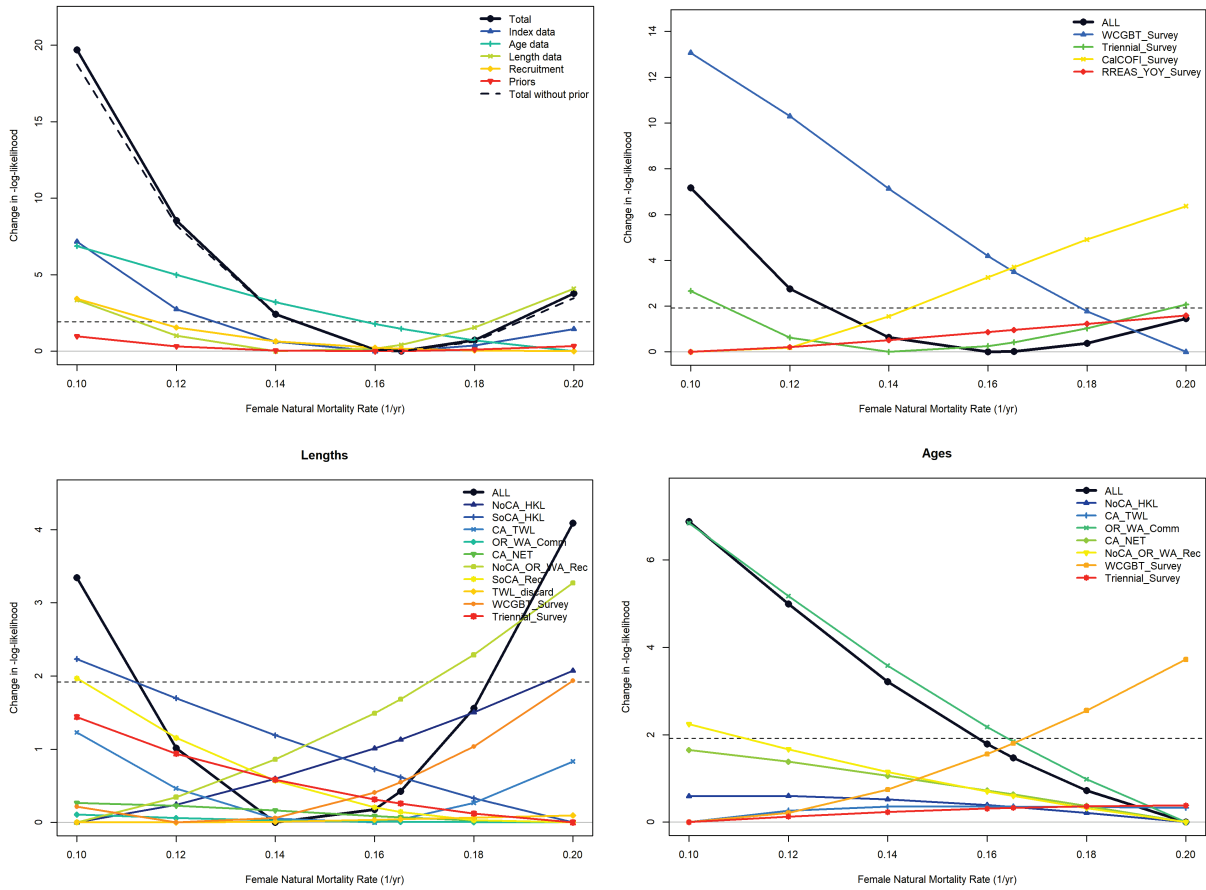 Total
Index data
Age data
Length data
Recruitment
Priors
Total without prior
Change in -log-likelihood
0
5
10
15
20
0.10
0.12
0.14
0.16
0.18
0.20
Female Natural Mortality Rate (1/yr)
ALL
WCGBT_Survey
Triennial_Survey
CalCOFI_Survey
RREAS_YOY_Survey
Change in -log-likelihood
0
2
4
6
8
10
12
14
0.10
0.12
0.14
0.16
0.18
0.20
Female Natural Mortality Rate (1/yr)
Lengths
ALL
NoCA_HKL
SoCA_HKL
CA_TWL
OR_WA_Comm
CA_NET
NoCA_OR_WA_Rec
SoCA_Rec
TWL_discard
WCGBT_Survey
Triennial_Survey
Change in -log-likelihood
0
1
2
3
4
0.10
0.12
0.14
0.16
0.18
0.20
Female Natural Mortality Rate (1/yr)
Ages
ALL
NoCA_HKL
CA_TWL
OR_WA_Comm
CA_NET
NoCA_OR_WA_Rec
WCGBT_Survey
Triennial_Survey
Change in -log-likelihood
0
2
4
6
0.10
0.12
0.14
0.16
0.18
0.20
Female Natural Mortality Rate (1/yr)